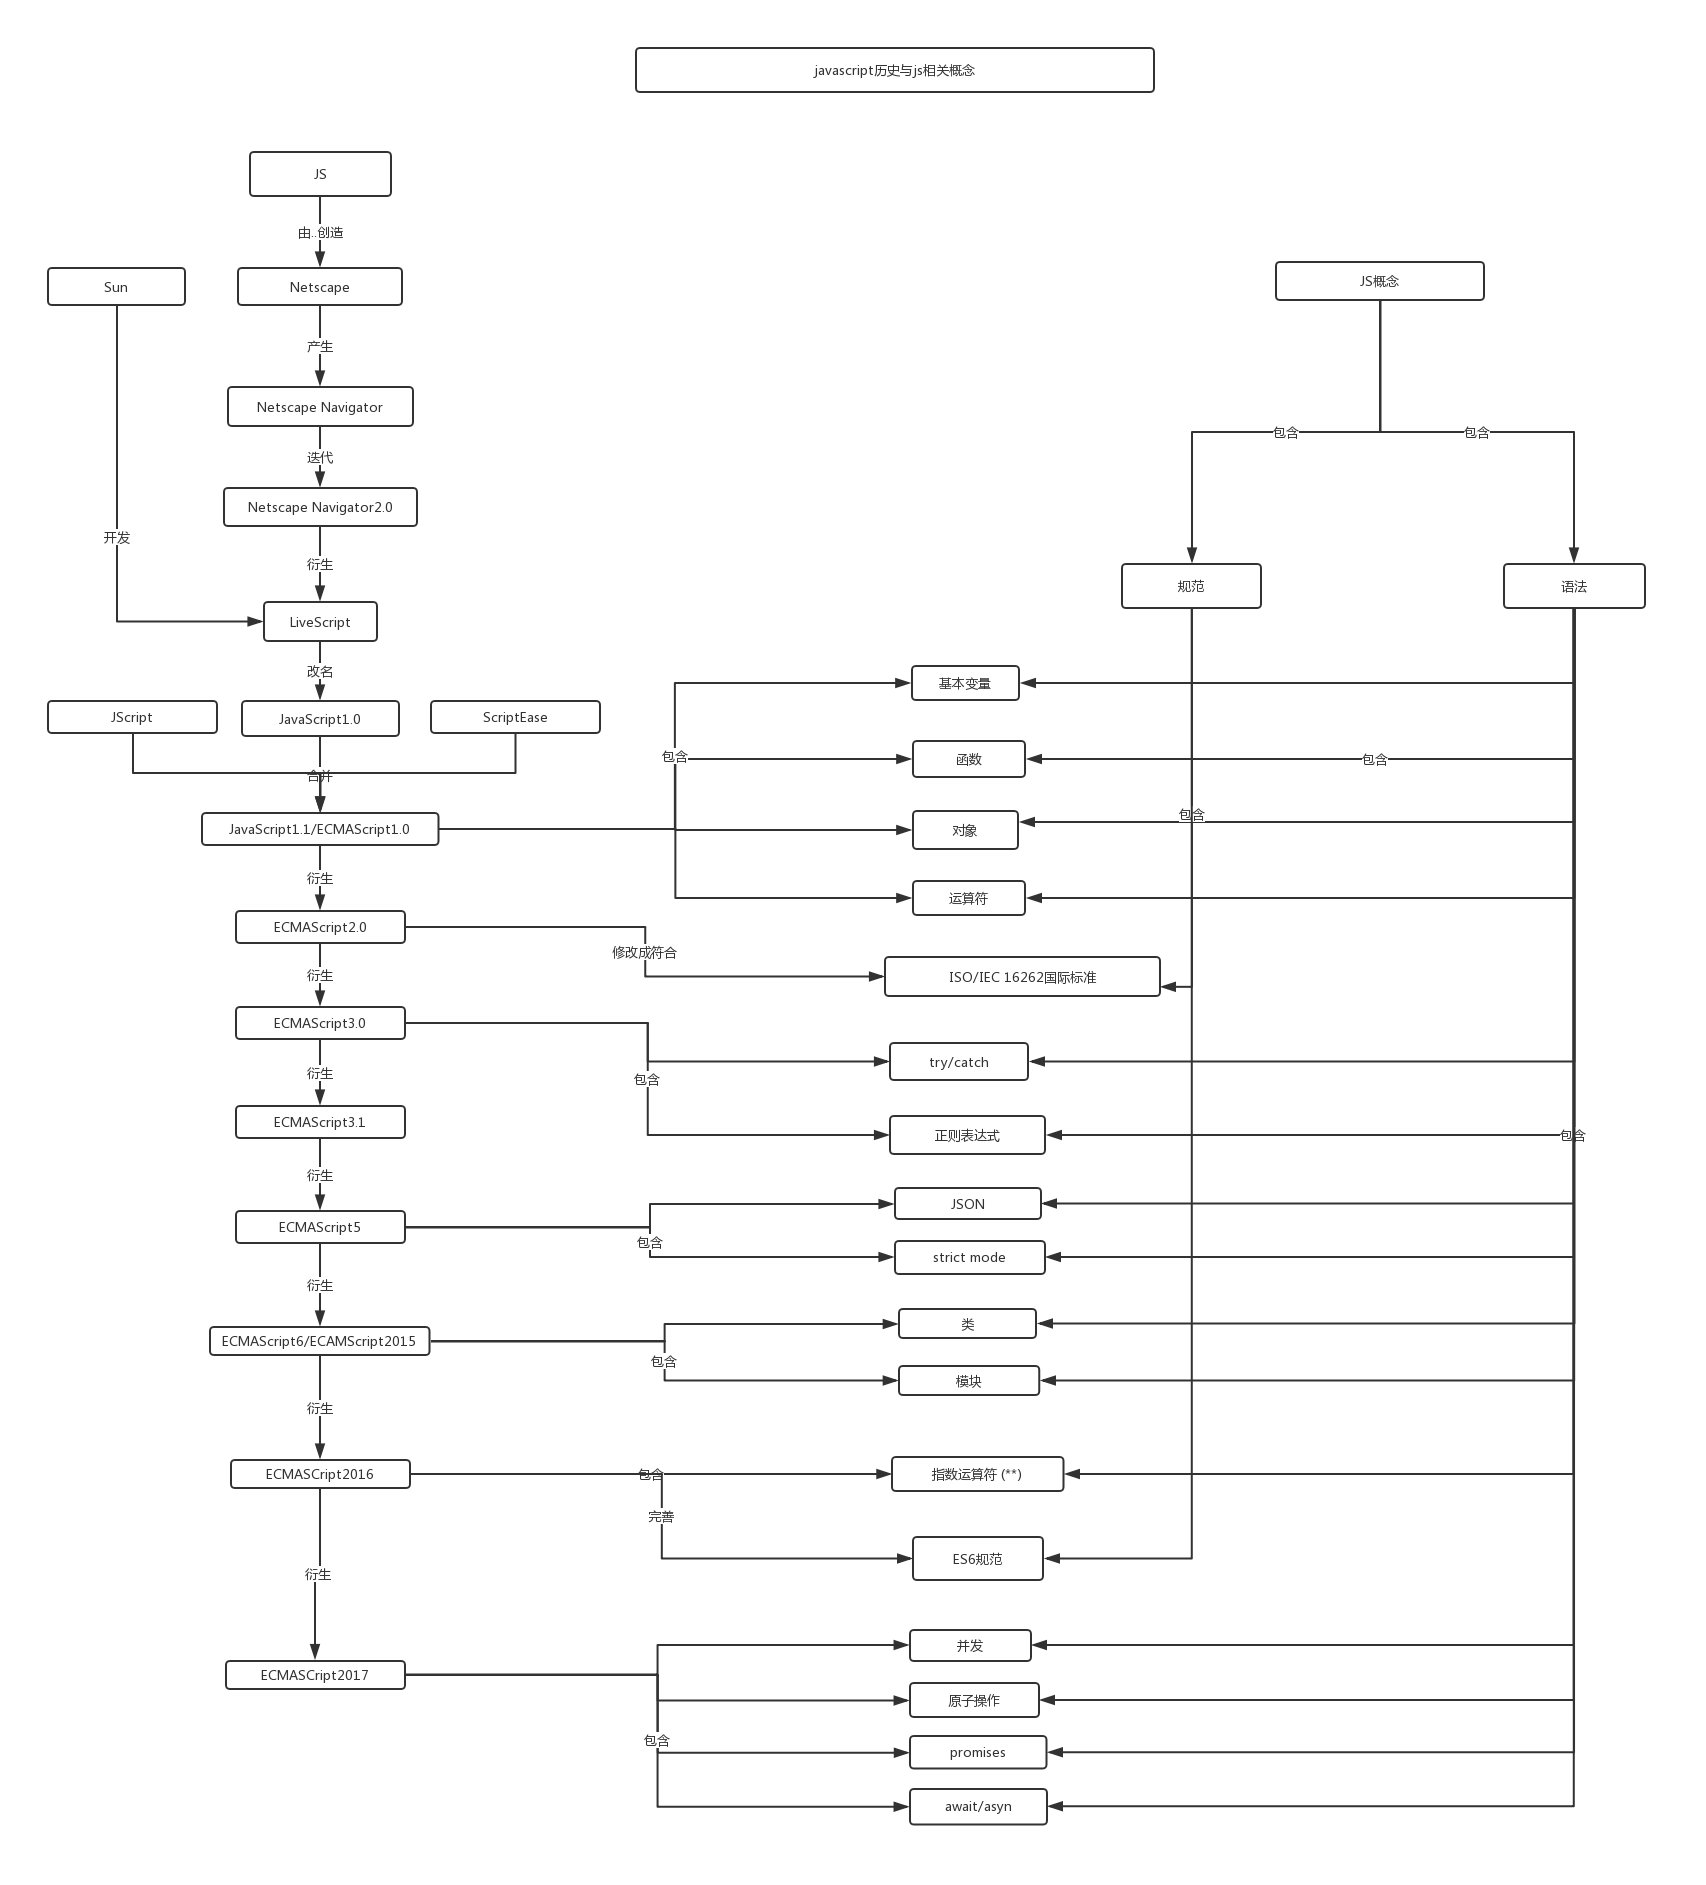 javascript历史与js相关概念
JS
由..创造
Sun
Netscape
JS概念
产生
Netscape Navigator
包含
包含
迭代
Netscape Navigator2.0
开发
衍生
规范
语法
LiveScript
改名
基本变量
JScript
JavaScript1.0
ScriptEase
包含
函数
包含
合并
包含
JavaScript1.1/ECMAScript1.0
对象
衍生
运算符
ECMAScript2.0
修改成符合
衍生
ISO/IEC 16262国际标准
ECMAScript3.0
try/catch
衍生
包含
ECMAScript3.1
正则表达式
包含
衍生
JSON
ECMAScript5
包含
strict mode
衍生
类
ECMAScript6/ECAMScript2015
包含
模块
衍生
ECMASCript2016
包含
指数运算符 (**)
完善
ES6规范
衍生
并发
ECMASCript2017
原子操作
包含
promises
await/asyn